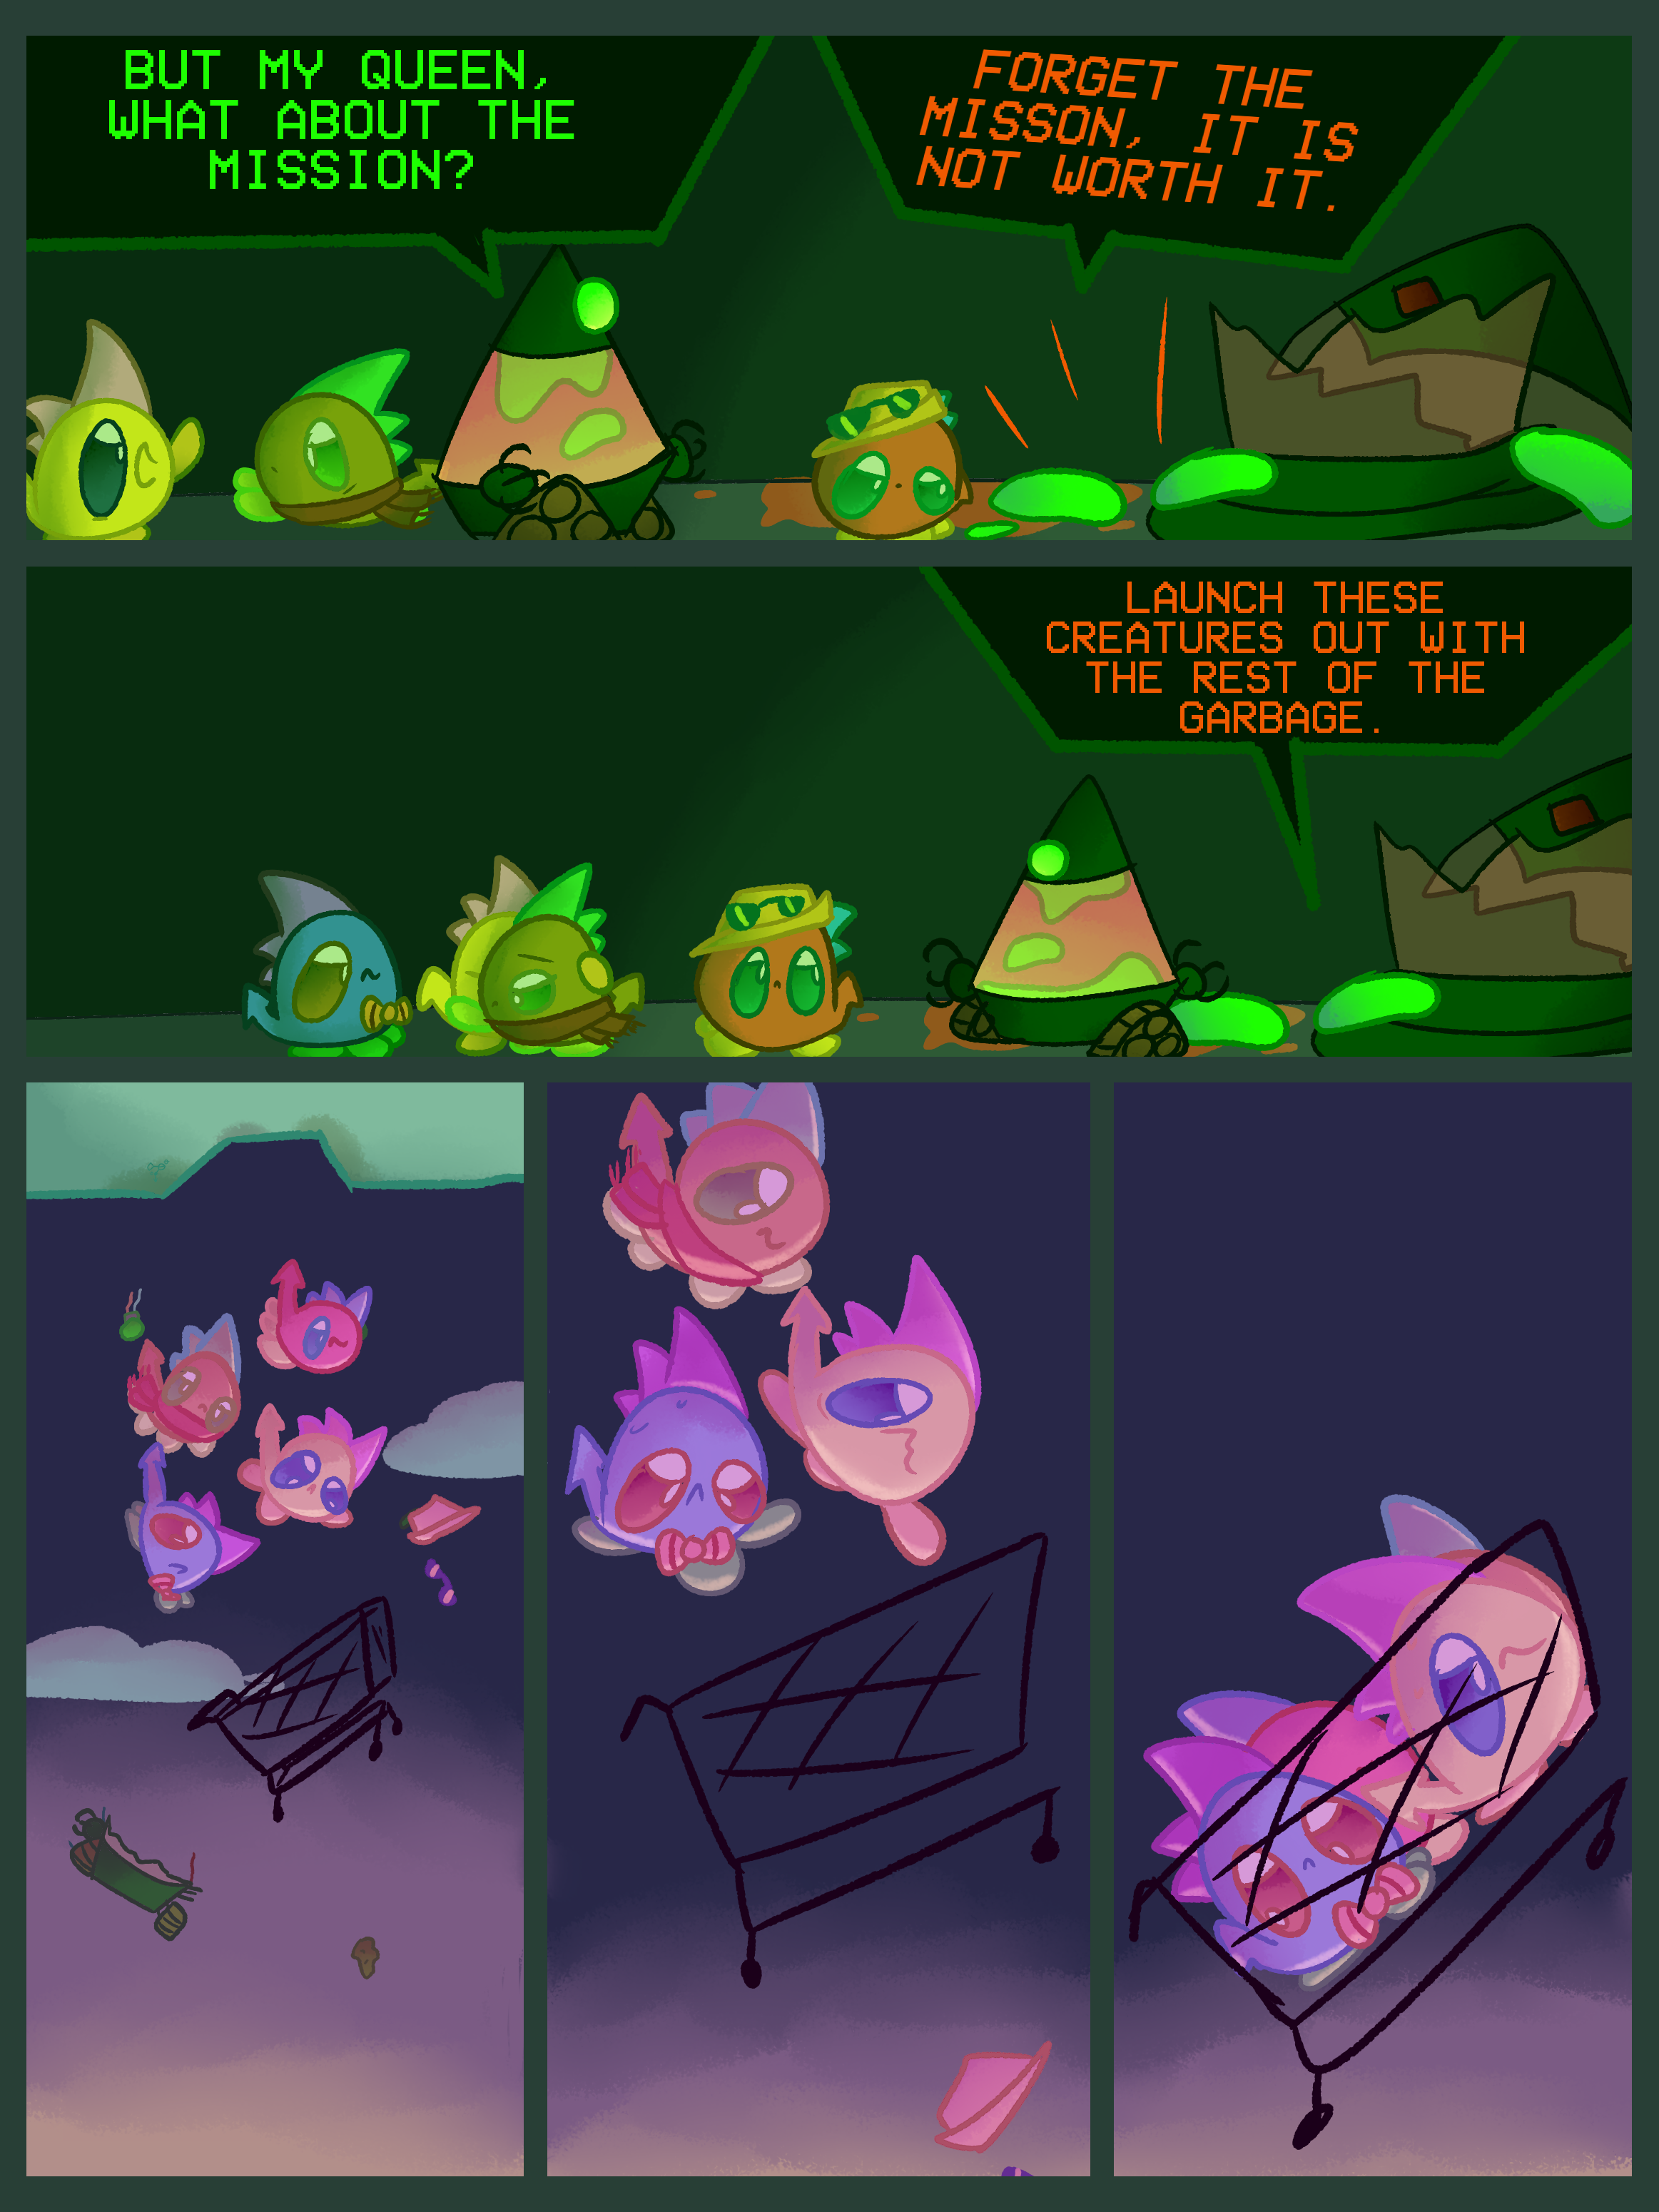 BUT MY QUEEN,
WHAT ABOUT THE
MISSION?
FORGET THE
MISSON, IT IS
NOT WORTH IT.
LAUNCH THESE
CREATURES OUT WITH
THE REST OF THE
GARBAGE.